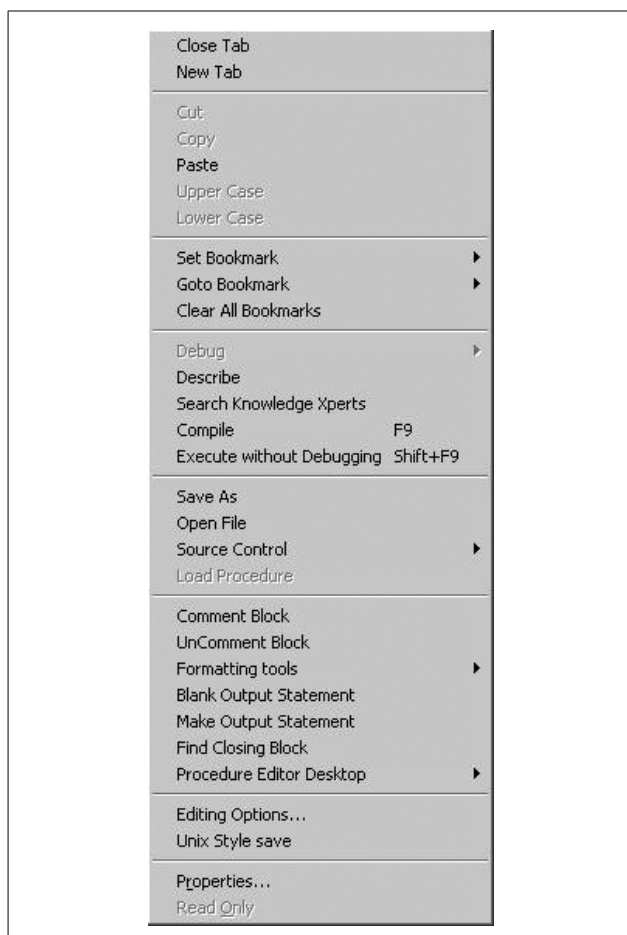 Close Tab
New Tab
Cut
Copy
Paste
Upper Case
Lower Case
Set Bookmark
Goto Bookmark
Clear All Bookmarks
Debug
Describe
Search Knowledge Xperts
Compile F9
Execute without Debugging Shift+F9
Save As
Open File
Source Control
Load Procedure
Comment Block
UnComment Block
Formatting tools
Blank Output Statement
Make Output Statement
Find Closing Block
Procedure Editor Desktop
Editing Options...
Unix Style save
Properties...
Read Only